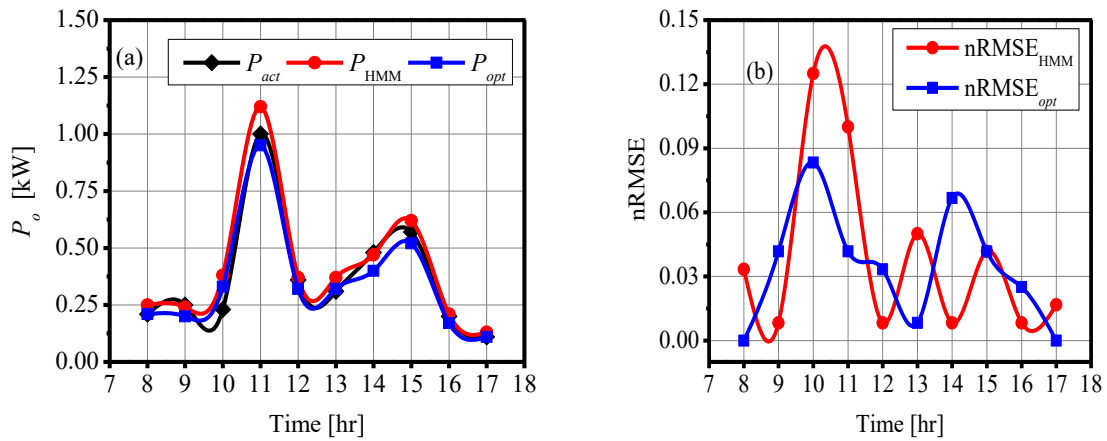 (a)
P_act P_HMM P_opt
1.50
1.25
1.00
0.75
0.50
0.25
0.00
P_o [kW]
7 8 9 10 11 12 13 14 15 16 17 18
Time [hr]
(b)
nRMSE_HMM
nRMSE_opt
0.15
0.12
0.09
0.06
0.03
0.00
nRMSE
7 8 9 10 11 12 13 14 15 16 17 18
Time [hr]